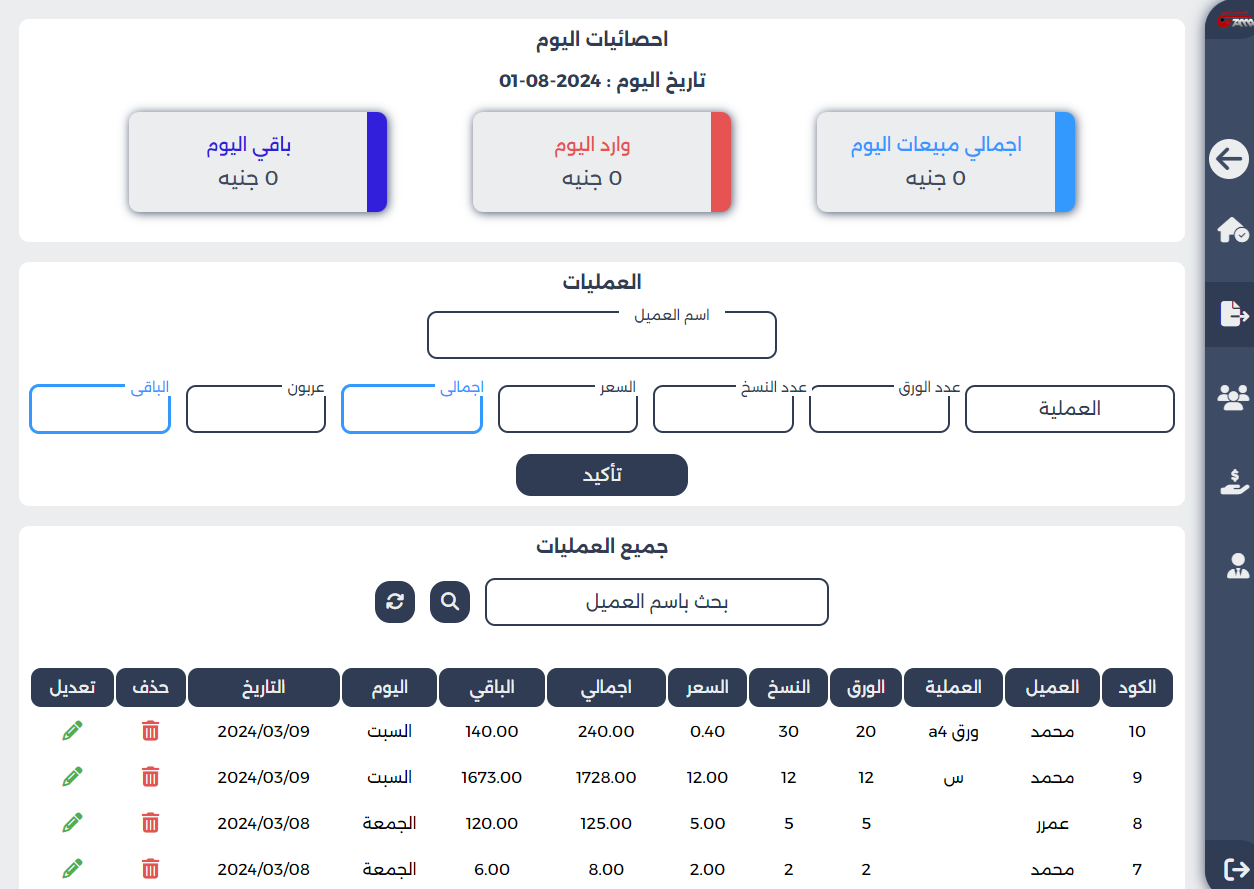 احصائيات اليوم
تاريخ اليوم : 2024-08-01
اجمالي مبيعات اليوم
0 جنيه
وارد اليوم
0 جنيه
باقي اليوم
0 جنيه
العمليات
اسم العميل
العملية عدد الورق عدد النسخ السعر اجمالى عربون الباقى
تأكيد
جميع العمليات
بحث باسم العميل
الكود العميل العملية الورق النسخ السعر اجمالي الباقي اليوم التاريخ حذف تعديل
10 محمد ورق a4 20 30 0.40 240.00 140.00 السبت 2024/03/09
9 محمد س 12 12 12.00 1728.00 1673.00 السبت 2024/03/09
8 عمرر 5 5 5.00 125.00 120.00 الجمعة 2024/03/08
7 محمد 2 2 2.00 8.00 6.00 الجمعة 2024/03/08